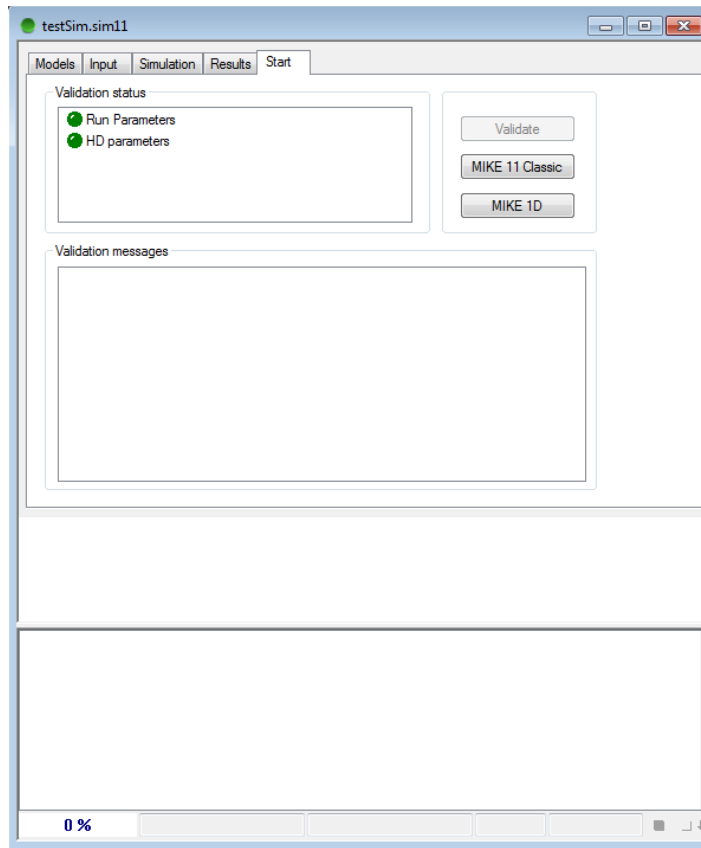 testSim.sim11
Models Input Simulation Results Start
Validation status
Run Parameters
HD parameters
Validate
MIKE 11 Classic
MIKE 1D
Validation messages
0 %